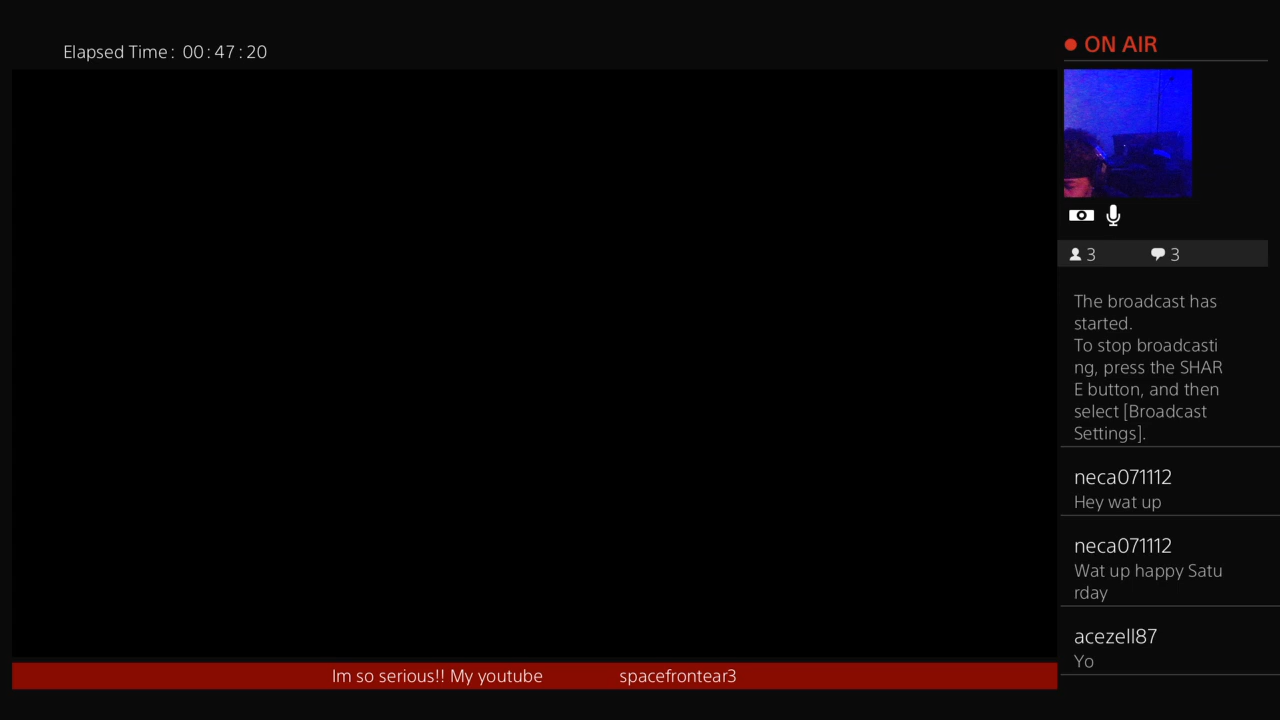 Elapsed Time: 00:47:20
ON AIR
3 3
The broadcast has
started.
To stop broadcasti
ng, press the SHAR
E button, and then
select [Broadcast
Settings].
neca071112
Hey wat up
neca071112
Wat up happy Satu
rday
acezell87
Yo
Im so serious!! My youtube spacefrontear3